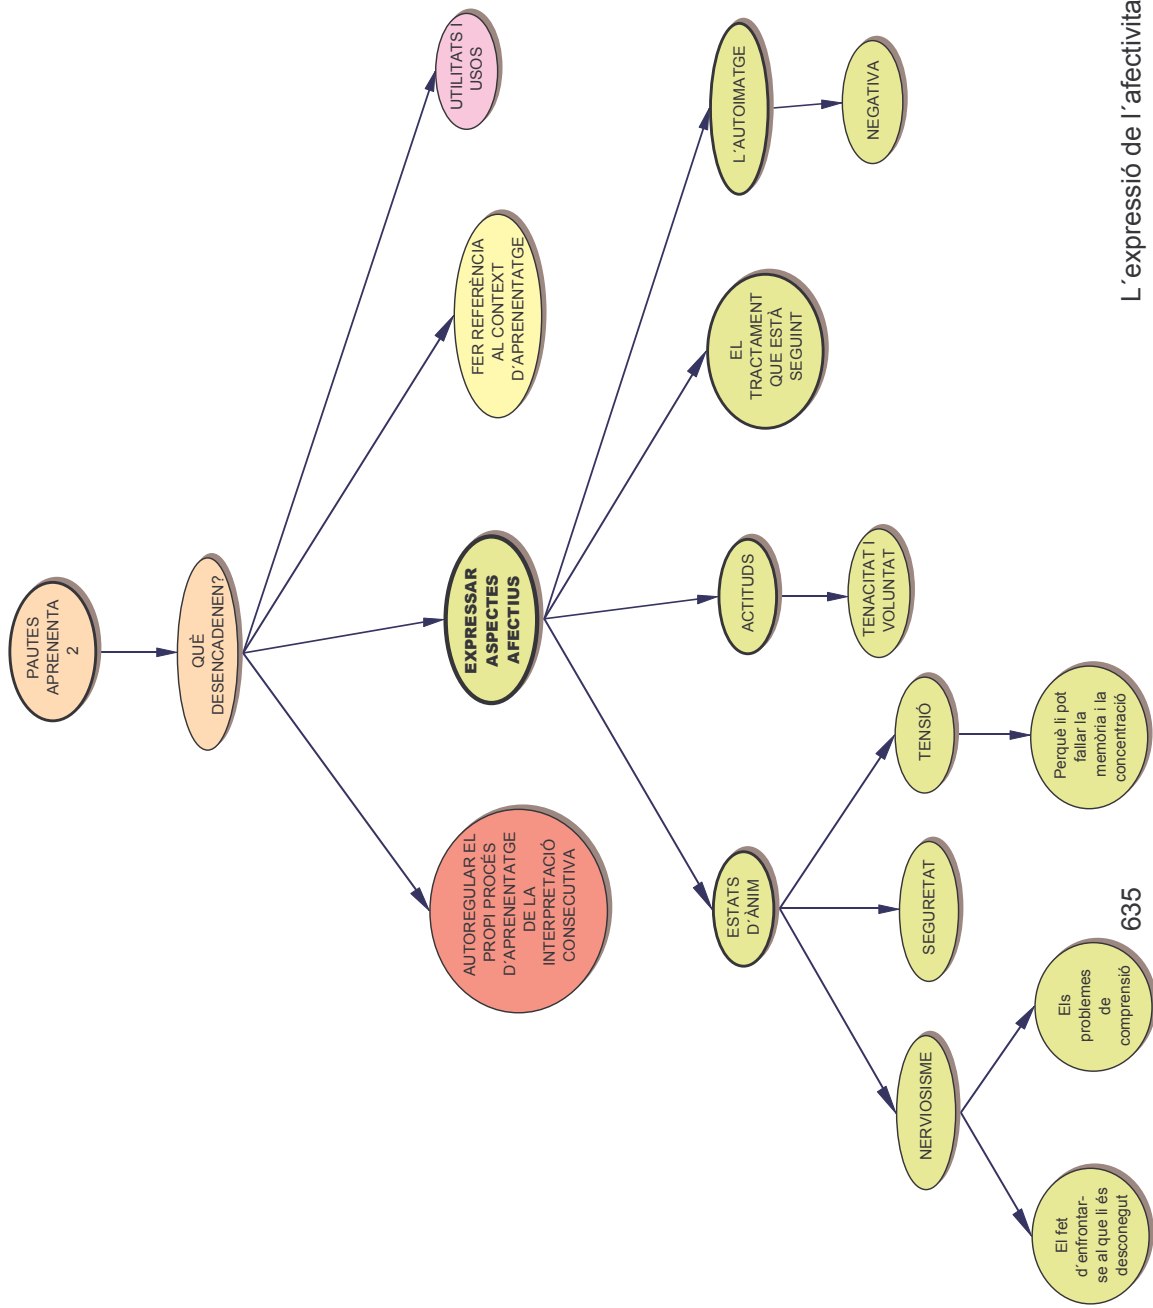 PAUTES
APRENENTA
2
QUÈ
DESENCADENEN?
AUTOREGULAR EL
PROPI PROCÉS
D´APRENENTATGE
DE LA
INTERPRETACIÓ
CONSECUTIVA
EXPRESSAR
ASPECTES
AFECTIUS
FER REFERÈNCIA
AL CONTEXT
D´APRENENTATGE
UTILITATS I
USOS
ESTATS
D´ÀNIM
ACTITUDS
EL
TRACTAMENT
QUE ESTÀ
SEGUINT
L´AUTOIMATGE
NERVIOSISME
SEGURETAT
TENSIÓ
TENACITAT I
VOLUNTAT
NEGATIVA
El fet
d´enfrontar-
se al que li és
desconegut
Els
problemes
de
comprensió
Perquè li pot
fallar la
memòria i la
concentració
635
L´expressió de l´afectivita